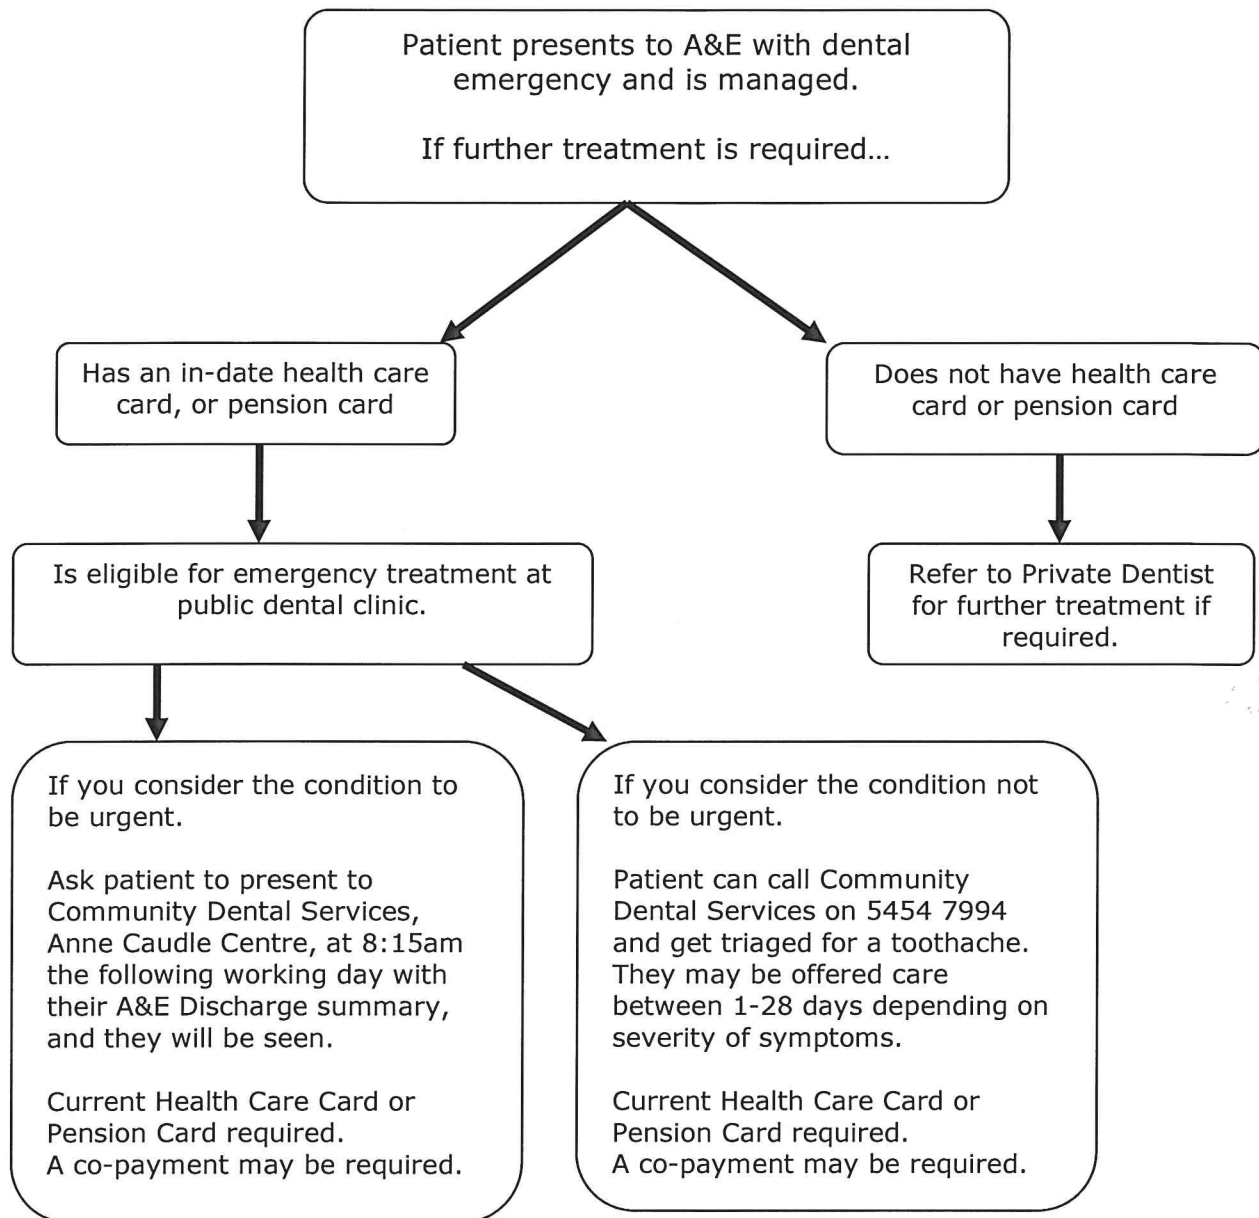 Patient presents to A&E with dental
emergency and is managed.
If further treatment is required...
Has an in-date health care
card, or pension card
Does not have health care
card or pension card
Is eligible for emergency treatment at
public dental clinic.
Refer to Private Dentist
for further treatment if
required.
If you consider the condition to
be urgent.
Ask patient to present to
Community Dental Services,
Anne Caudle Centre, at 8:15am
the following working day with
their A&E Discharge summary,
and they will be seen.
Current Health Care Card or
Pension Card required.
A co-payment may be required.
If you consider the condition not
to be urgent.
Patient can call Community
Dental Services on 5454 7994
and get triaged for a toothache.
They may be offered care
between 1-28 days depending on
severity of symptoms.
Current Health Care Card or
Pension Card required.
A co-payment may be required.